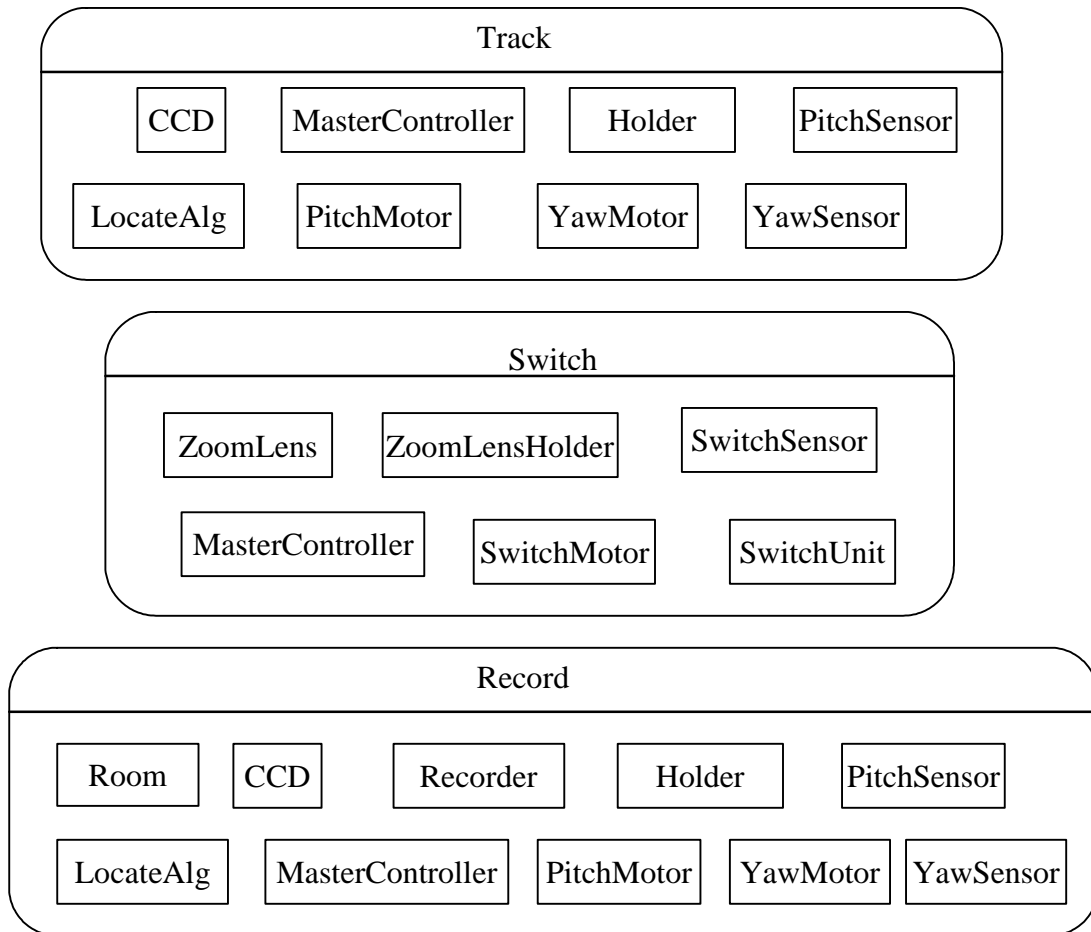 Track
CCD MasterController Holder PitchSensor
LocateAlg PitchMotor YawMotor YawSensor
Switch
ZoomLens ZoomLensHolder SwitchSensor
MasterController SwitchMotor SwitchUnit
Record
Room CCD Recorder Holder PitchSensor
LocateAlg MasterController PitchMotor YawMotor YawSensor